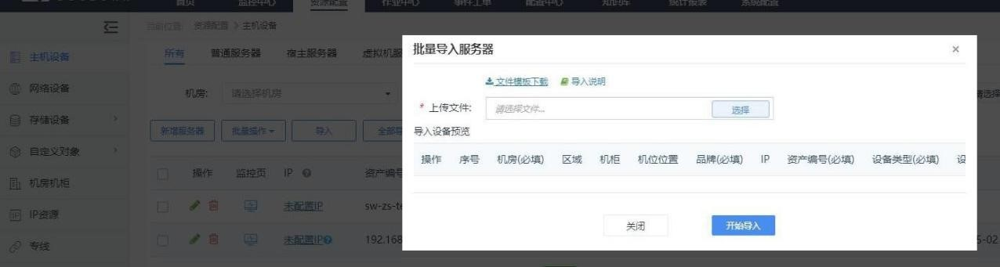 首页 监控中心 资源配置 作业中心 事件工单 配置中心 知识库 统计报表 系统配置
当前位置: 资源配置 > 主机设备
主机设备
网络设备
存储设备
自定义对象
机房机柜
IP资源
专线
所有 普通服务器 宿主服务器 虚拟机服
机房: 请选择机房
新增服务器 批量操作 导入 全部导
操作 监控页 IP 资产编号
未配置IP sw-zs-te
未配置IP 192.168
请选择
5-02
批量导入服务器 ×
文件模板下载 导入说明
* 上传文件: 请选择文件... 选择
导入设备预览
操作 序号 机房(必填) 区域 机柜 机位位置 品牌(必填) IP 资产编号(必填) 设备类型(必填) 设
关闭 开始导入